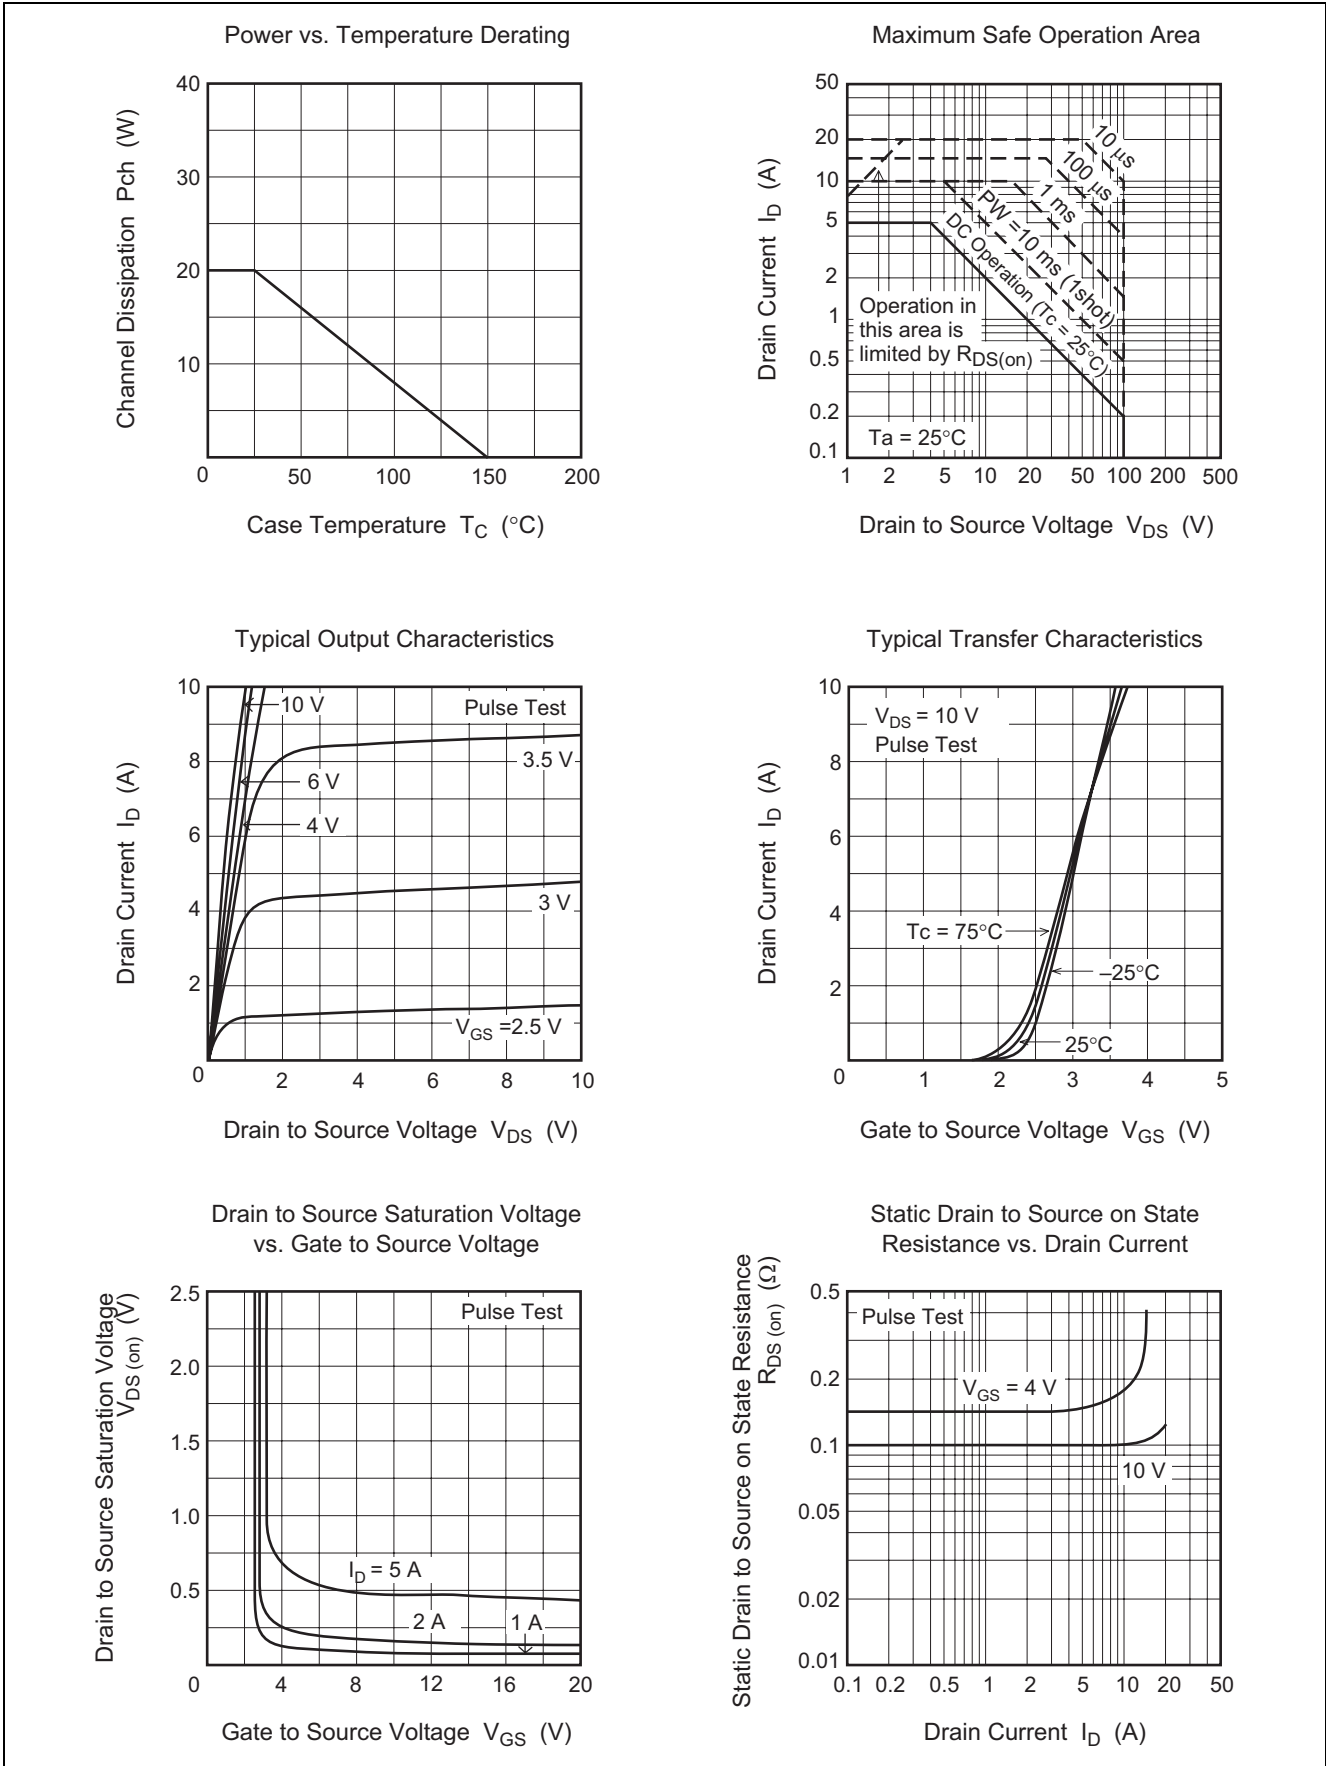 Power vs. Temperature Derating
40
30
20
10
0
50
100
150
200
Channel Dissipation Pch (W)
Case Temperature TC (°C)
Maximum Safe Operation Area
50
20
10
5
2
1
0.5
0.2
0.1
1
2
5
10
20
50
100
200
500
Drain Current ID (A)
10 μs
100 μs
1 ms
PW =10 ms (1shot)
DC Operation (Tc = 25°C)
Operation in
this area is
limited by RDS(on)
Ta = 25°C
Drain to Source Voltage VDS (V)
Typical Output Characteristics
10
8
6
4
2
0
2
4
6
8
10
Drain Current ID (A)
10 V
Pulse Test
3.5 V
6 V
4 V
3 V
VGS =2.5 V
Drain to Source Voltage VDS (V)
Typical Transfer Characteristics
10
8
6
4
2
0
1
2
3
4
5
Drain Current ID (A)
VDS = 10 V
Pulse Test
Tc = 75°C
–25°C
25°C
Gate to Source Voltage VGS (V)
Drain to Source Saturation Voltage
vs. Gate to Source Voltage
2.5
2.0
1.5
1.0
0.5
0
4
8
12
16
20
Drain to Source Saturation Voltage
VDS (on) (V)
Pulse Test
ID = 5 A
2 A
1 A
Gate to Source Voltage VGS (V)
Static Drain to Source on State
Resistance vs. Drain Current
0.5
0.2
0.1
0.05
0.02
0.01
0.1
0.2
0.5
1
2
5
10
20
50
Static Drain to Source on State Resistance
RDS (on) (Ω)
Pulse Test
VGS = 4 V
10 V
Drain Current ID (A)